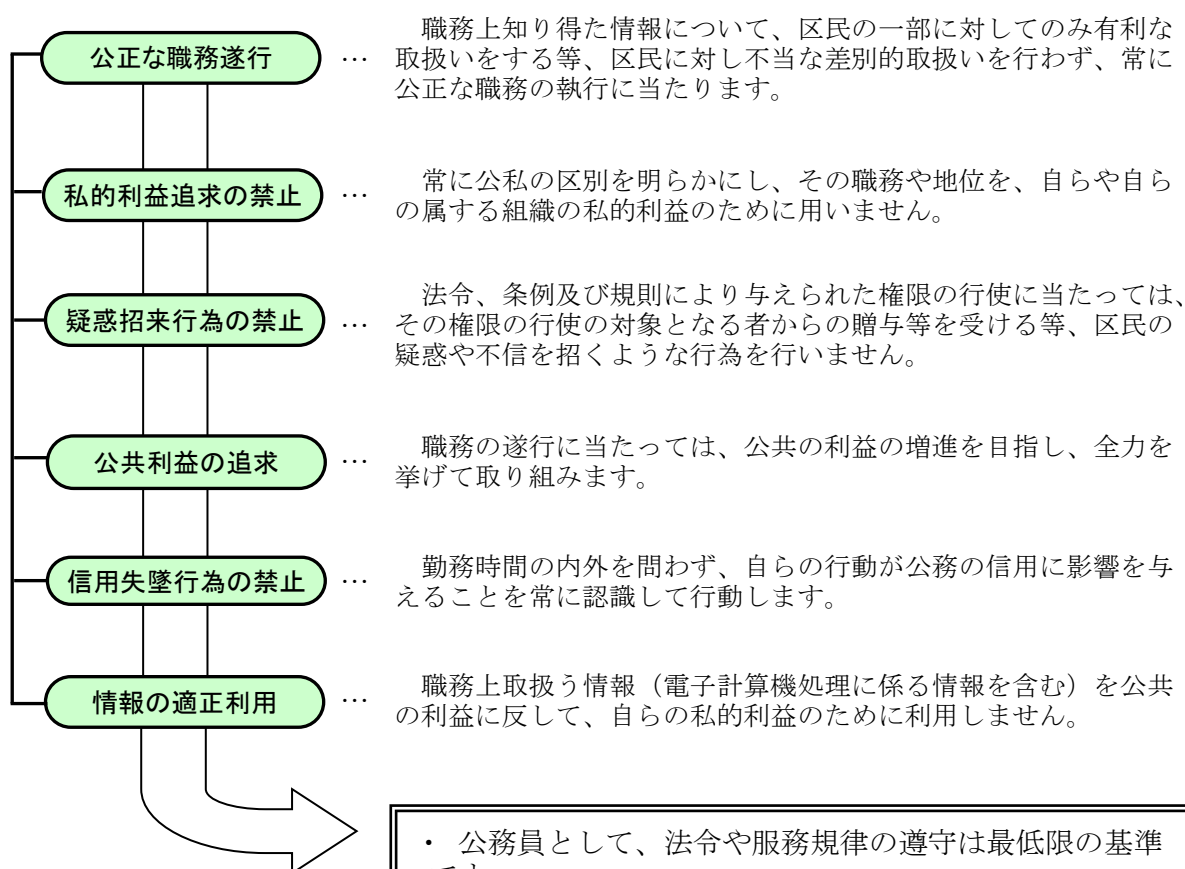 公正な職務遂行
…
職務上知り得た情報について、区民の一部に対してのみ有利な
取扱いをする等、区民に対し不当な差別的取扱いを行わず、常に
公正な職務の執行に当たります。
私的利益追求の禁止
…
常に公私の区別を明らかにし、その職務や地位を、自らや自ら
の属する組織の私的利益のために用いません。
疑惑招来行為の禁止
…
法令、条例及び規則により与えられた権限の行使に当たっては、
その権限の行使の対象となる者からの贈与等を受ける等、区民の
疑惑や不信を招くような行為を行いません。
公共利益の追求
…
職務の遂行に当たっては、公共の利益の増進を目指し、全力を
挙げて取り組みます。
信用失墜行為の禁止
…
勤務時間の内外を問わず、自らの行動が公務の信用に影響を与
えることを常に認識して行動します。
情報の適正利用
…
職務上取扱う情報（電子計算機処理に係る情報を含む）を公共
の利益に反して、自らの私的利益のために利用しません。
・ 公務員として、法令や服務規律の遵守は最低限の基準